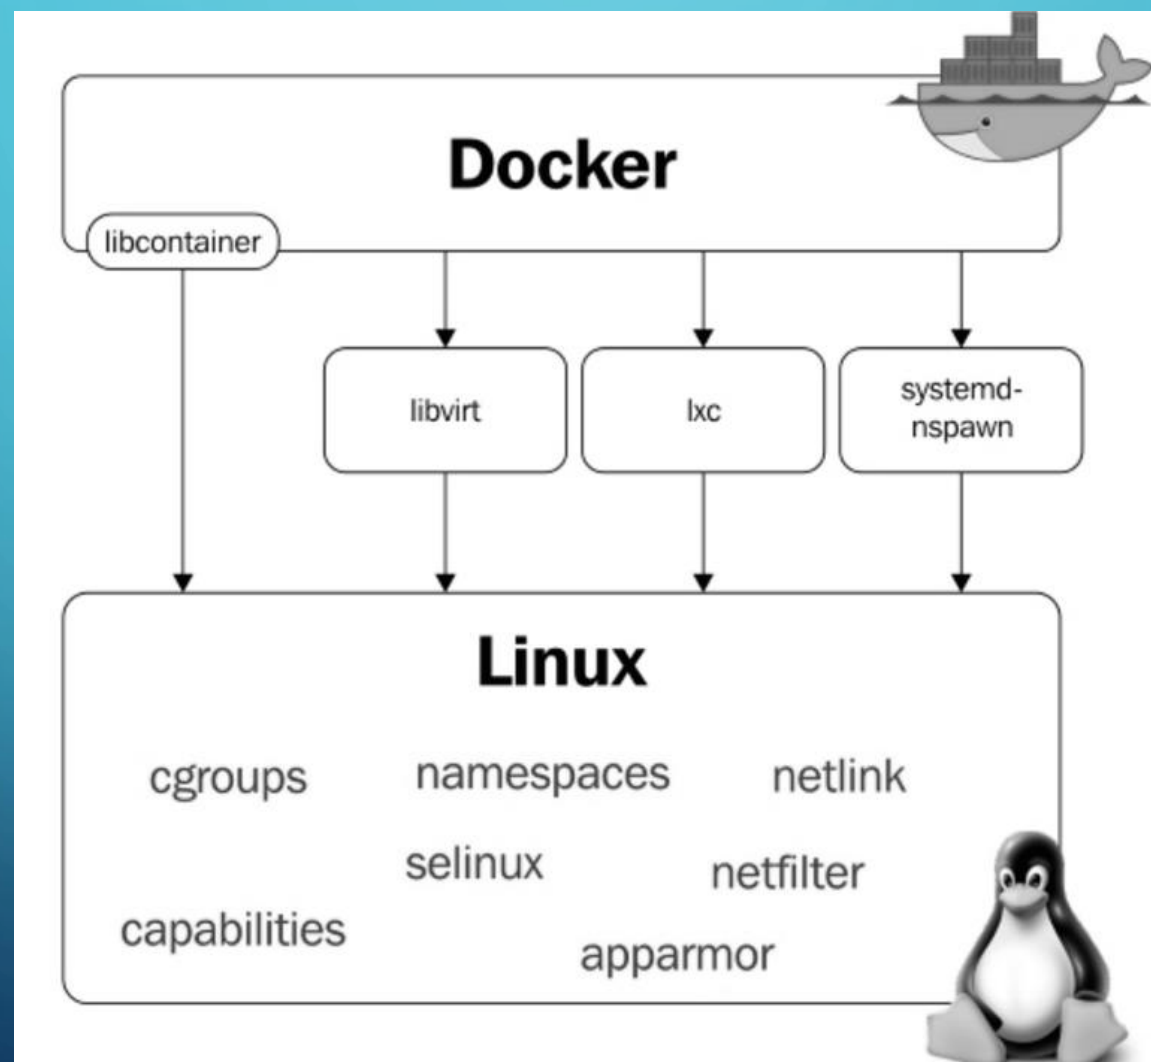 Docker
libcontainer
libvirt
lxc
systemd-
nspawn
Linux
cgroups
namespaces
netlink
selinux
netfilter
capabilities
apparmor